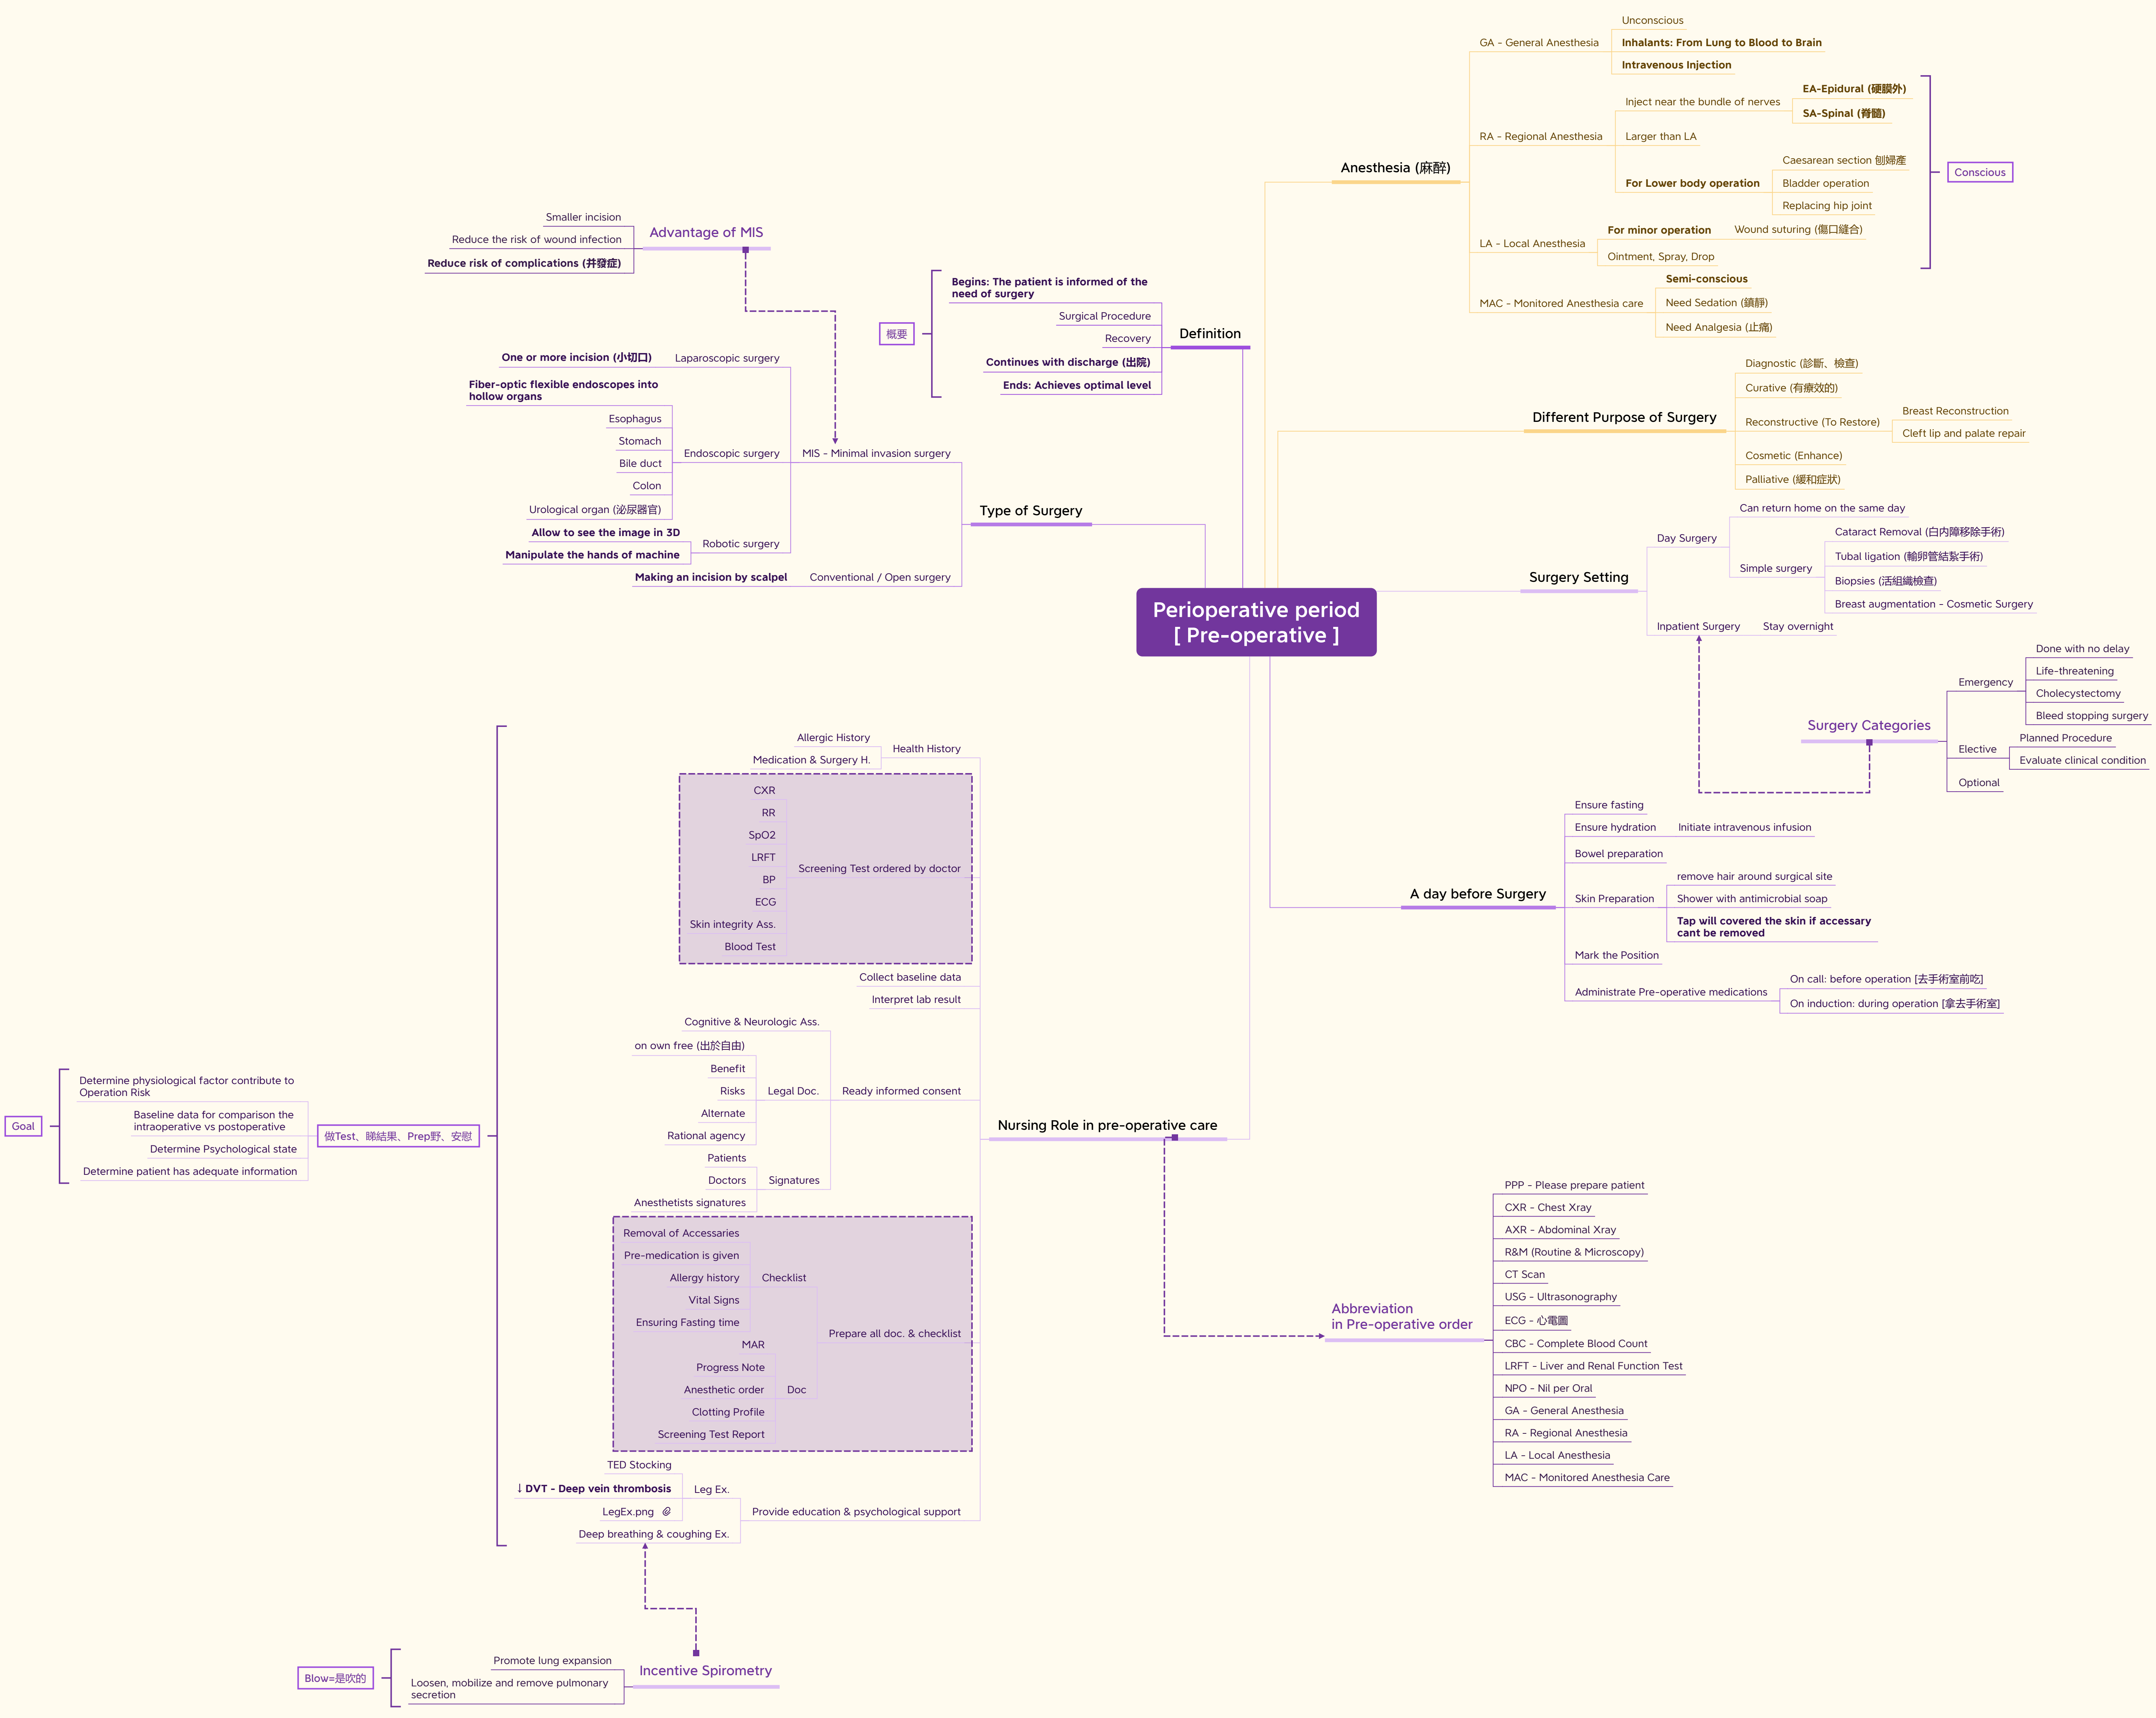 Perioperative period
[ Pre-operative ]
Anesthesia (麻醉)
GA - General Anesthesia
Unconscious
Inhalants: From Lung to Blood to Brain
Intravenous Injection
RA - Regional Anesthesia
Inject near the bundle of nerves
EA-Epidural (硬膜外)
SA-Spinal (脊髓)
Larger than LA
For Lower body operation
Caesarean section 刨婦產
Bladder operation
Replacing hip joint
LA - Local Anesthesia
For minor operation
Wound suturing (傷口縫合)
Ointment, Spray, Drop
Conscious
MAC - Monitored Anesthesia care
Semi-conscious
Need Sedation (鎮靜)
Need Analgesia (止痛)
Different Purpose of Surgery
Diagnostic (診斷、檢查)
Curative (有療效的)
Reconstructive (To Restore)
Breast Reconstruction
Cleft lip and palate repair
Cosmetic (Enhance)
Palliative (緩和症狀)
Surgery Setting
Day Surgery
Can return home on the same day
Simple surgery
Cataract Removal (白内障移除手術)
Tubal ligation (輸卵管結紮手術)
Biopsies (活組織檢查)
Breast augmentation - Cosmetic Surgery
Inpatient Surgery
Stay overnight
Surgery Categories
Emergency
Done with no delay
Life-threatening
Cholecystectomy
Bleed stopping surgery
Elective
Planned Procedure
Evaluate clinical condition
Optional
A day before Surgery
Ensure fasting
Ensure hydration
Initiate intravenous infusion
Bowel preparation
Skin Preparation
remove hair around surgical site
Shower with antimicrobial soap
Tap will covered the skin if accessary
cant be removed
Mark the Position
Administrate Pre-operative medications
On call: before operation [去手術室前吃]
On induction: during operation [拿去手術室]
Abbreviation
in Pre-operative order
PPP - Please prepare patient
CXR - Chest Xray
AXR - Abdominal Xray
R&M (Routine & Microscopy)
CT Scan
USG - Ultrasonography
ECG - 心電圖
CBC - Complete Blood Count
LRFT - Liver and Renal Function Test
NPO - Nil per Oral
GA - General Anesthesia
RA - Regional Anesthesia
LA - Local Anesthesia
MAC - Monitored Anesthesia Care
Definition
Begins: The patient is informed of the
need of surgery
Surgical Procedure
Recovery
Continues with discharge (出院)
Ends: Achieves optimal level
概要
Advantage of MIS
Smaller incision
Reduce the risk of wound infection
Reduce risk of complications (并發症)
Type of Surgery
MIS - Minimal invasion surgery
Laparoscopic surgery
One or more incision (小切口)
Endoscopic surgery
Fiber-optic flexible endoscopes into
hollow organs
Esophagus
Stomach
Bile duct
Colon
Urological organ (泌尿器官)
Robotic surgery
Allow to see the image in 3D
Manipulate the hands of machine
Conventional / Open surgery
Making an incision by scalpel
Nursing Role in pre-operative care
Health History
Allergic History
Medication & Surgery H.
Screening Test ordered by doctor
CXR
RR
SpO2
LRFT
BP
ECG
Skin integrity Ass.
Blood Test
Collect baseline data
Interpret lab result
Ready informed consent
Cognitive & Neurologic Ass.
Legal Doc.
on own free (出於自由)
Benefit
Risks
Alternate
Rational agency
Signatures
Patients
Doctors
Anesthetists signatures
Prepare all doc. & checklist
Checklist
Removal of Accessaries
Pre-medication is given
Allergy history
Vital Signs
Ensuring Fasting time
Doc
MAR
Progress Note
Anesthetic order
Clotting Profile
Screening Test Report
Provide education & psychological support
Leg Ex.
TED Stocking
↓ DVT - Deep vein thrombosis
LegEx.png
Deep breathing & coughing Ex.
做Test、睇結果、Prep野、安慰
Determine physiological factor contribute to
Operation Risk
Baseline data for comparison the
intraoperative vs postoperative
Determine Psychological state
Determine patient has adequate information
Goal
Incentive Spirometry
Promote lung expansion
Loosen, mobilize and remove pulmonary
secretion
Blow=是吹的